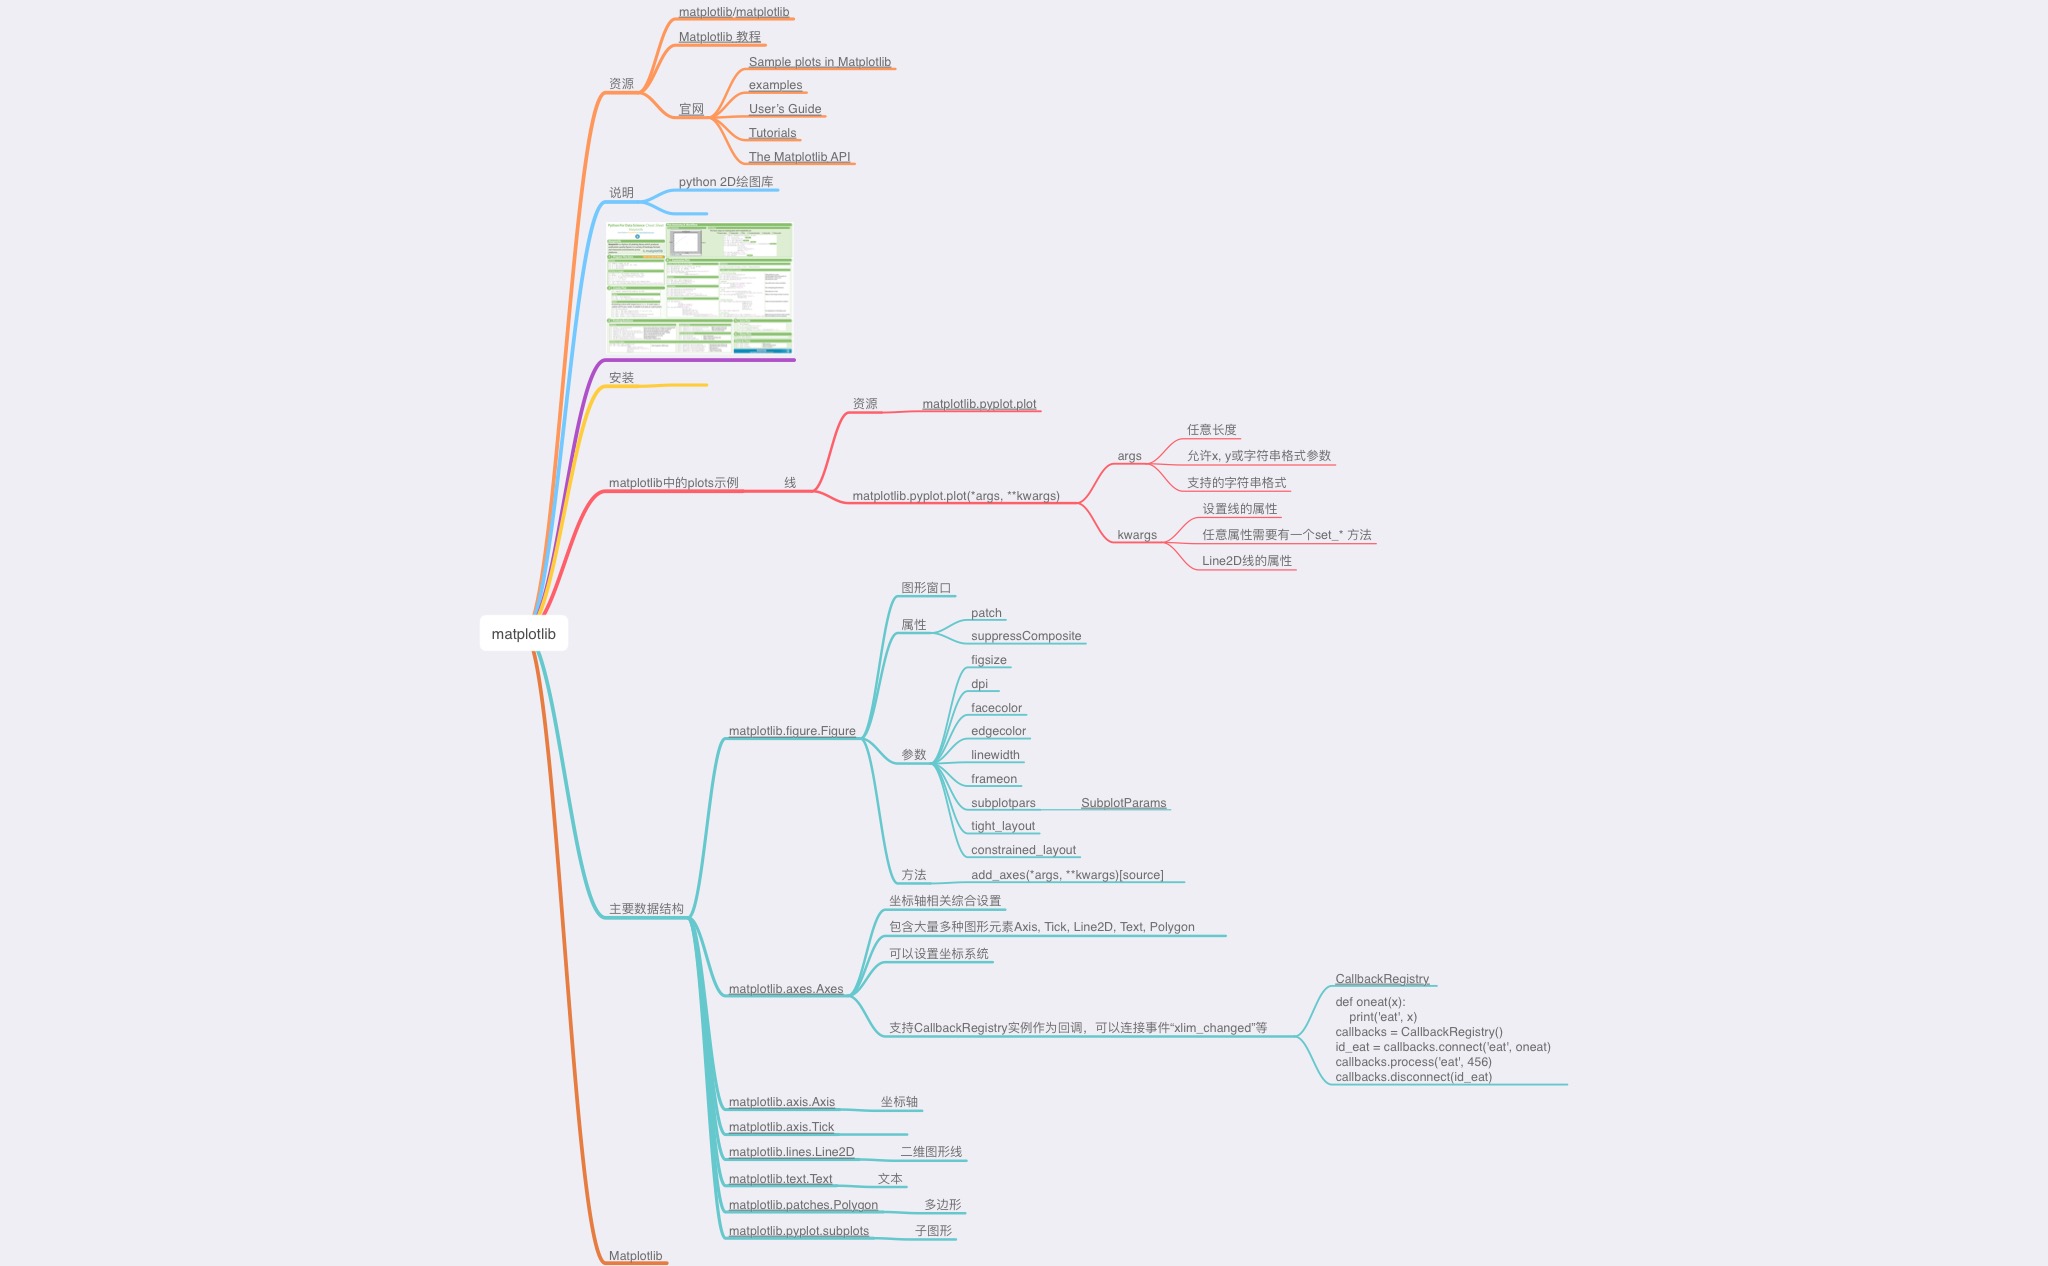 matplotlib/matplotlib
Matplotlib 教程
Sample plots in Matplotlib
examples
User's Guide
Tutorials
The Matplotlib API
官网
资源
python 2D绘图库
说明
安装
matplotlib中的plots示例
线
资源
matplotlib.pyplot.plot
matplotlib.pyplot.plot(*args, **kwargs)
args
任意长度
允许x, y或字符串格式参数
支持的字符串格式
kwargs
设置线的属性
任意属性需要有一个set_* 方法
Line2D线的属性
matplotlib
主要数据结构
matplotlib.figure.Figure
图形窗口
属性
patch
suppressComposite
参数
figsize
dpi
facecolor
edgecolor
linewidth
frameon
subplotpars
SubplotParams
tight_layout
constrained_layout
方法
add_axes(*args, **kwargs)[source]
matplotlib.axes.Axes
坐标轴相关综合设置
包含大量多种图形元素Axis, Tick, Line2D, Text, Polygon
可以设置坐标系统
支持CallbackRegistry实例作为回调，可以连接事件“xlim_changed”等
CallbackRegistry
def oneat(x):
    print('eat', x)
callbacks = CallbackRegistry()
id_eat = callbacks.connect('eat', oneat)
callbacks.process('eat', 456)
callbacks.disconnect(id_eat)
matplotlib.axis.Axis
坐标轴
matplotlib.axis.Tick
matplotlib.lines.Line2D
二维图形线
matplotlib.text.Text
文本
matplotlib.patches.Polygon
多边形
matplotlib.pyplot.subplots
子图形
Matplotlib